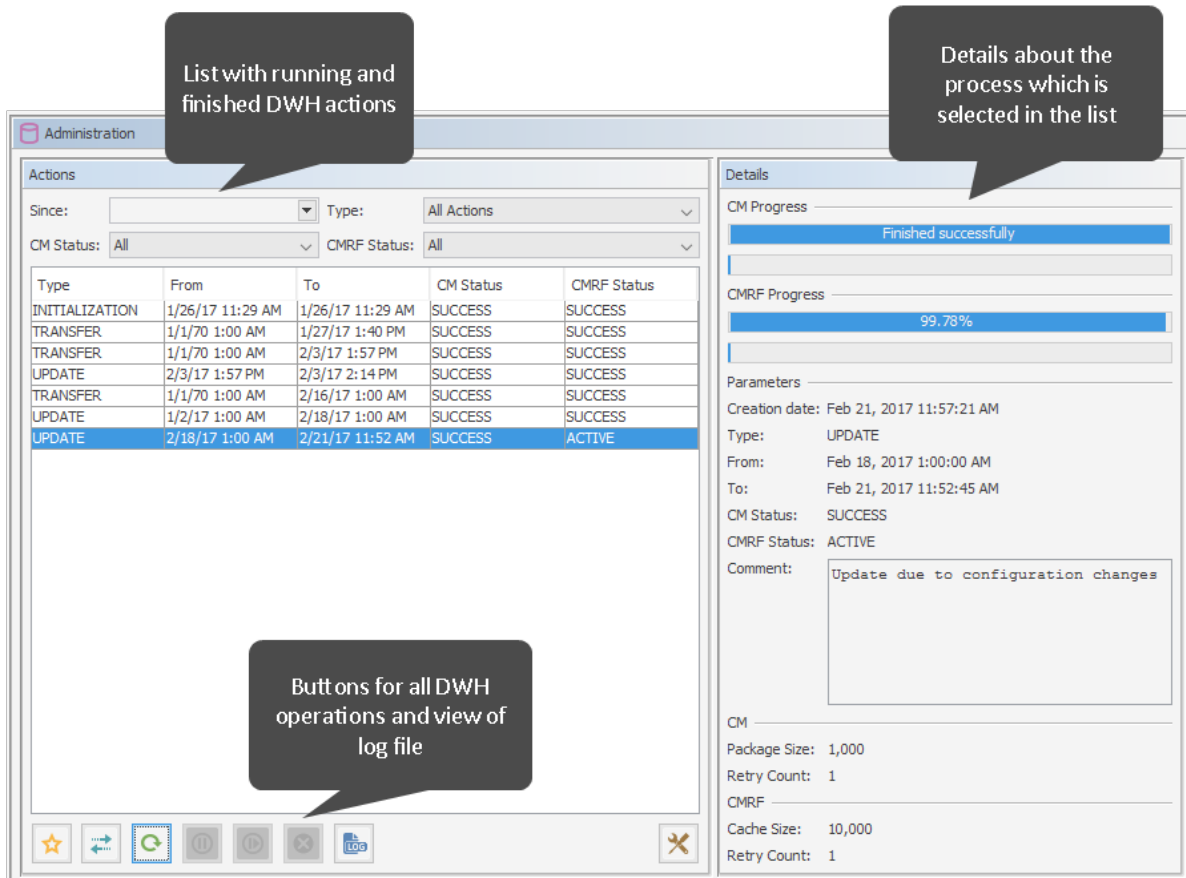 List with running and
finished DWH actions
Details about the
process which is
selected in the list
Administration
Actions
Since: Type: All Actions
CM Status: All CMRF Status: All
Type From To CM Status CMRF Status
INITIALIZATION 1/26/17 11:29 AM 1/26/17 11:29 AM SUCCESS SUCCESS
TRANSFER 1/1/70 1:00 AM 1/27/17 1:40 PM SUCCESS SUCCESS
TRANSFER 1/1/70 1:00 AM 2/3/17 1:57 PM SUCCESS SUCCESS
UPDATE 2/3/17 1:57 PM 2/3/17 2:14 PM SUCCESS SUCCESS
TRANSFER 1/1/70 1:00 AM 2/16/17 1:00 AM SUCCESS SUCCESS
UPDATE 1/2/17 1:00 AM 2/18/17 1:00 AM SUCCESS SUCCESS
UPDATE 2/18/17 1:00 AM 2/21/17 11:52 AM SUCCESS ACTIVE
Buttons for all DWH
operations and view of
log file
LOG
Details
CM Progress
Finished successfully
CMRF Progress
99.78%
Parameters
Creation date: Feb 21, 2017 11:57:21 AM
Type: UPDATE
From: Feb 18, 2017 1:00:00 AM
To: Feb 21, 2017 11:52:45 AM
CM Status: SUCCESS
CMRF Status: ACTIVE
Comment: Update due to configuration changes
CM
Package Size: 1,000
Retry Count: 1
CMRF
Cache Size: 10,000
Retry Count: 1